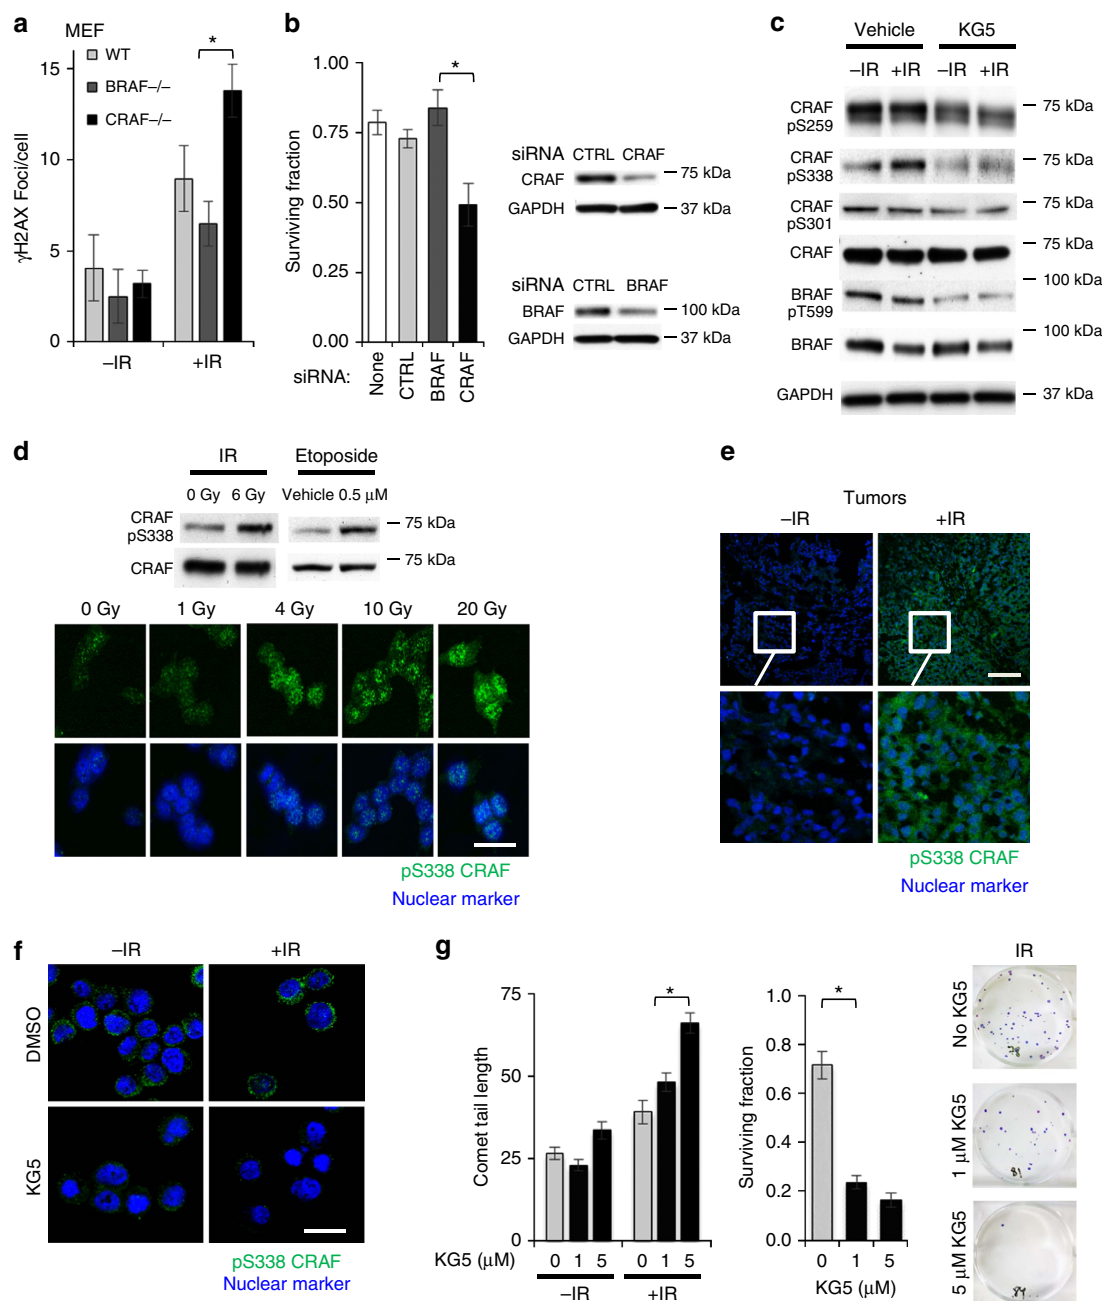 a
MEF
WT
BRAF–/–
CRAF–/–
*
γH2AX Foci/cell
15
10
5
0
–IR +IR
b
*
Surviving fraction
1.00
0.75
0.50
0.25
0.00
siRNA: None CTRL BRAF CRAF
siRNA CTRL CRAF
CRAF 75 kDa
GAPDH 37 kDa
siRNA CTRL BRAF
BRAF 100 kDa
GAPDH 37 kDa
c
Vehicle KG5
–IR +IR –IR +IR
CRAF pS259 75 kDa
CRAF pS338 75 kDa
CRAF pS301 75 kDa
CRAF 75 kDa
BRAF pT599 100 kDa
BRAF 100 kDa
GAPDH 37 kDa
d
IR Etoposide
0 Gy 6 Gy Vehicle 0.5 μM
CRAF pS338 75 kDa
CRAF 75 kDa
0 Gy 1 Gy 4 Gy 10 Gy 20 Gy
pS338 CRAF
Nuclear marker
e
Tumors
–IR +IR
pS338 CRAF
Nuclear marker
f
–IR +IR
DMSO
KG5
pS338 CRAF
Nuclear marker
g
Comet tail length
75
50
25
0
*
KG5 (μM) 0 1 5 0 1 5
–IR +IR
Surviving fraction
1.0
0.8
0.6
0.4
0.2
0
*
0 1 5
KG5 (μM)
IR
No KG5
1 μM KG5
81
5 μM KG5